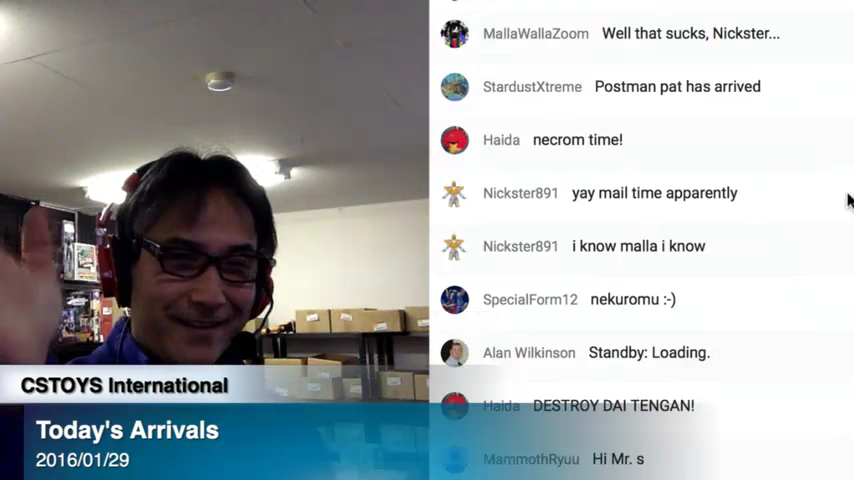 MallaWallaZoom Well that sucks, Nickster...
StardustXtreme Postman pat has arrived
Haida necrom time!
Nickster891 yay mail time apparently
Nickster891 i know malla i know
SpecialForm12 nekuromu :-)
Alan Wilkinson Standby: Loading.
Haida DESTROY DAI TENGAN!
MammothRyuu Hi Mr. s
CSTOYS International
Today's Arrivals
2016/01/29